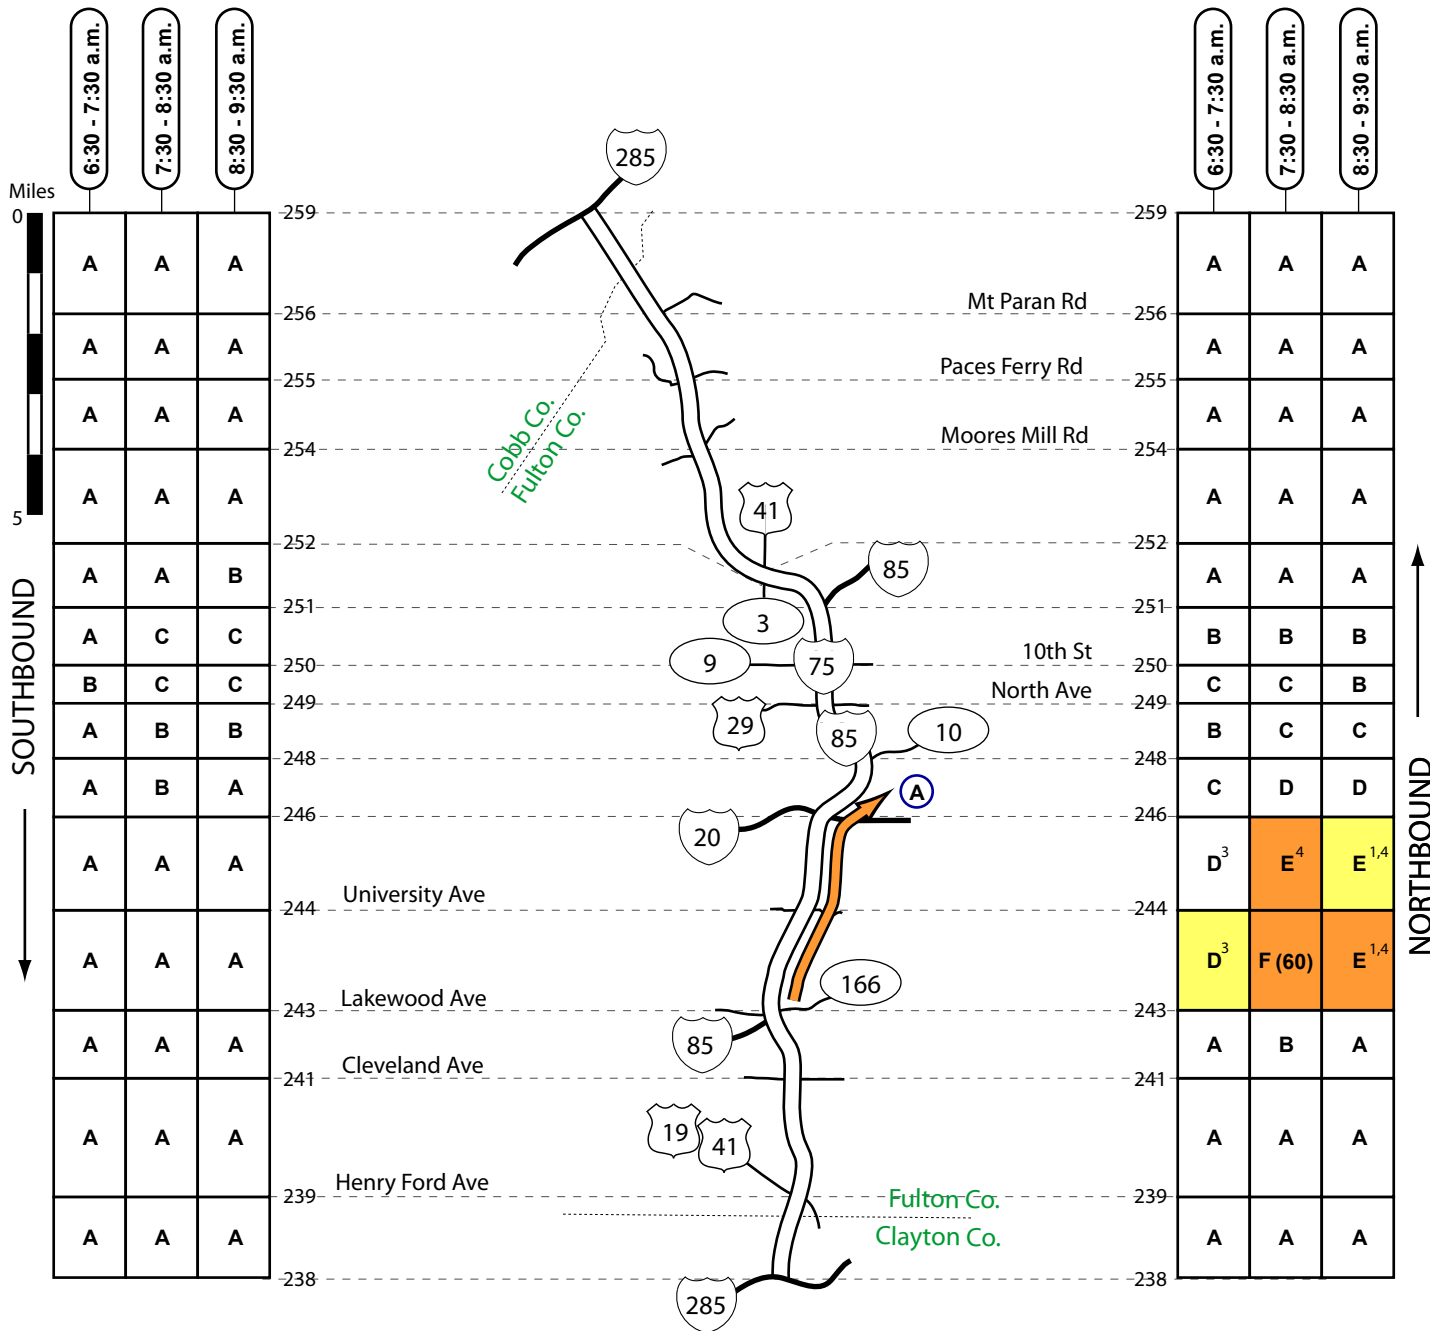 6:30 - 7:30 a.m.
7:30 - 8:30 a.m.
8:30 - 9:30 a.m.
6:30 - 7:30 a.m.
7:30 - 8:30 a.m.
8:30 - 9:30 a.m.
Miles
0
5
SOUTHBOUND
NORTHBOUND
285
259 259
A A A A A A
Mt Paran Rd
256 256
A A A A A A
Paces Ferry Rd
255 255
A A A A A A
Cobb Co.
Fulton Co.
Moores Mill Rd
254 254
A A A A A A
41
252 252
A A B 85 A A A
251 251
3
A C C B B B
10th St
250 9 75 250
B C C C C B
North Ave
249 249
A B B 29 85 10 B C C
248 248
A B A A C D D
246 246
20
A A A D3 E4 E1,4
University Ave
244 244
A A A D3 F (60) E1,4
166
Lakewood Ave
243 243
A A A 85 A B A
Cleveland Ave
241 241
A A A 19 41 A A A
Henry Ford Ave
239 239
Fulton Co.
A A A Clayton Co. A A A
238 238
285